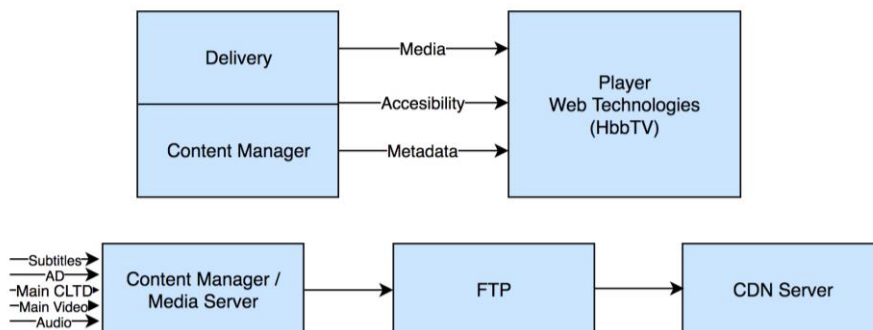 Delivery
Media
Player
Web Technologies
(HbbTV)
Accesibility
Content Manager
Metadata
Subtitles
AD
Main CLTD
Main Video
Audio
Content Manager /
Media Server
FTP
CDN Server